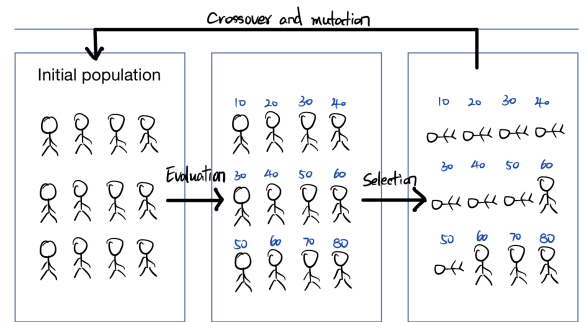 Crossover and mutation
Initial population
Evaluation
10 20 30 40
30 40 50 60
50 60 70 80
Selection
10 20 30 40
30 40 50 60
50 60 70 80